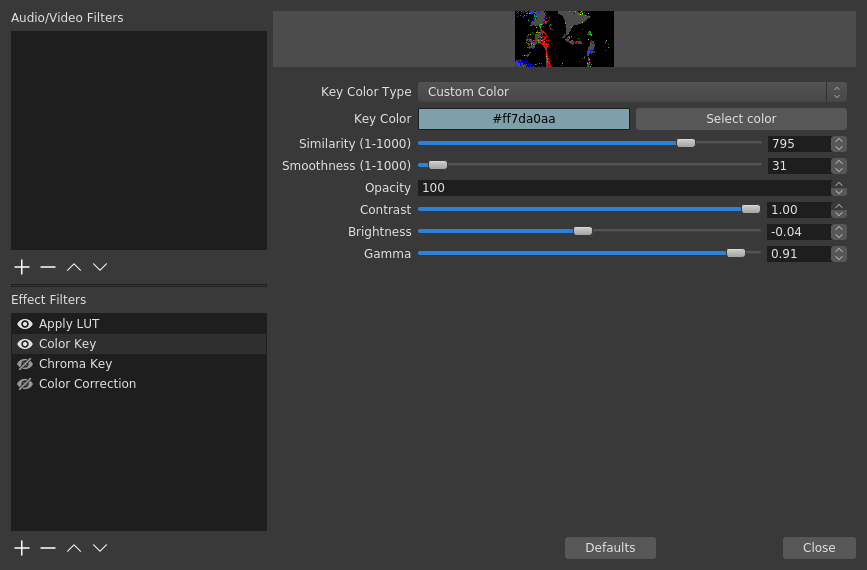 Audio/Video Filters
Effect Filters
Apply LUT
Color Key
Chroma Key
Color Correction
Key Color Type Custom Color
Key Color #ff7da0aa Select color
Similarity (1-1000) 795
Smoothness (1-1000) 31
Opacity 100
Contrast 1.00
Brightness -0.04
Gamma 0.91
Defaults Close